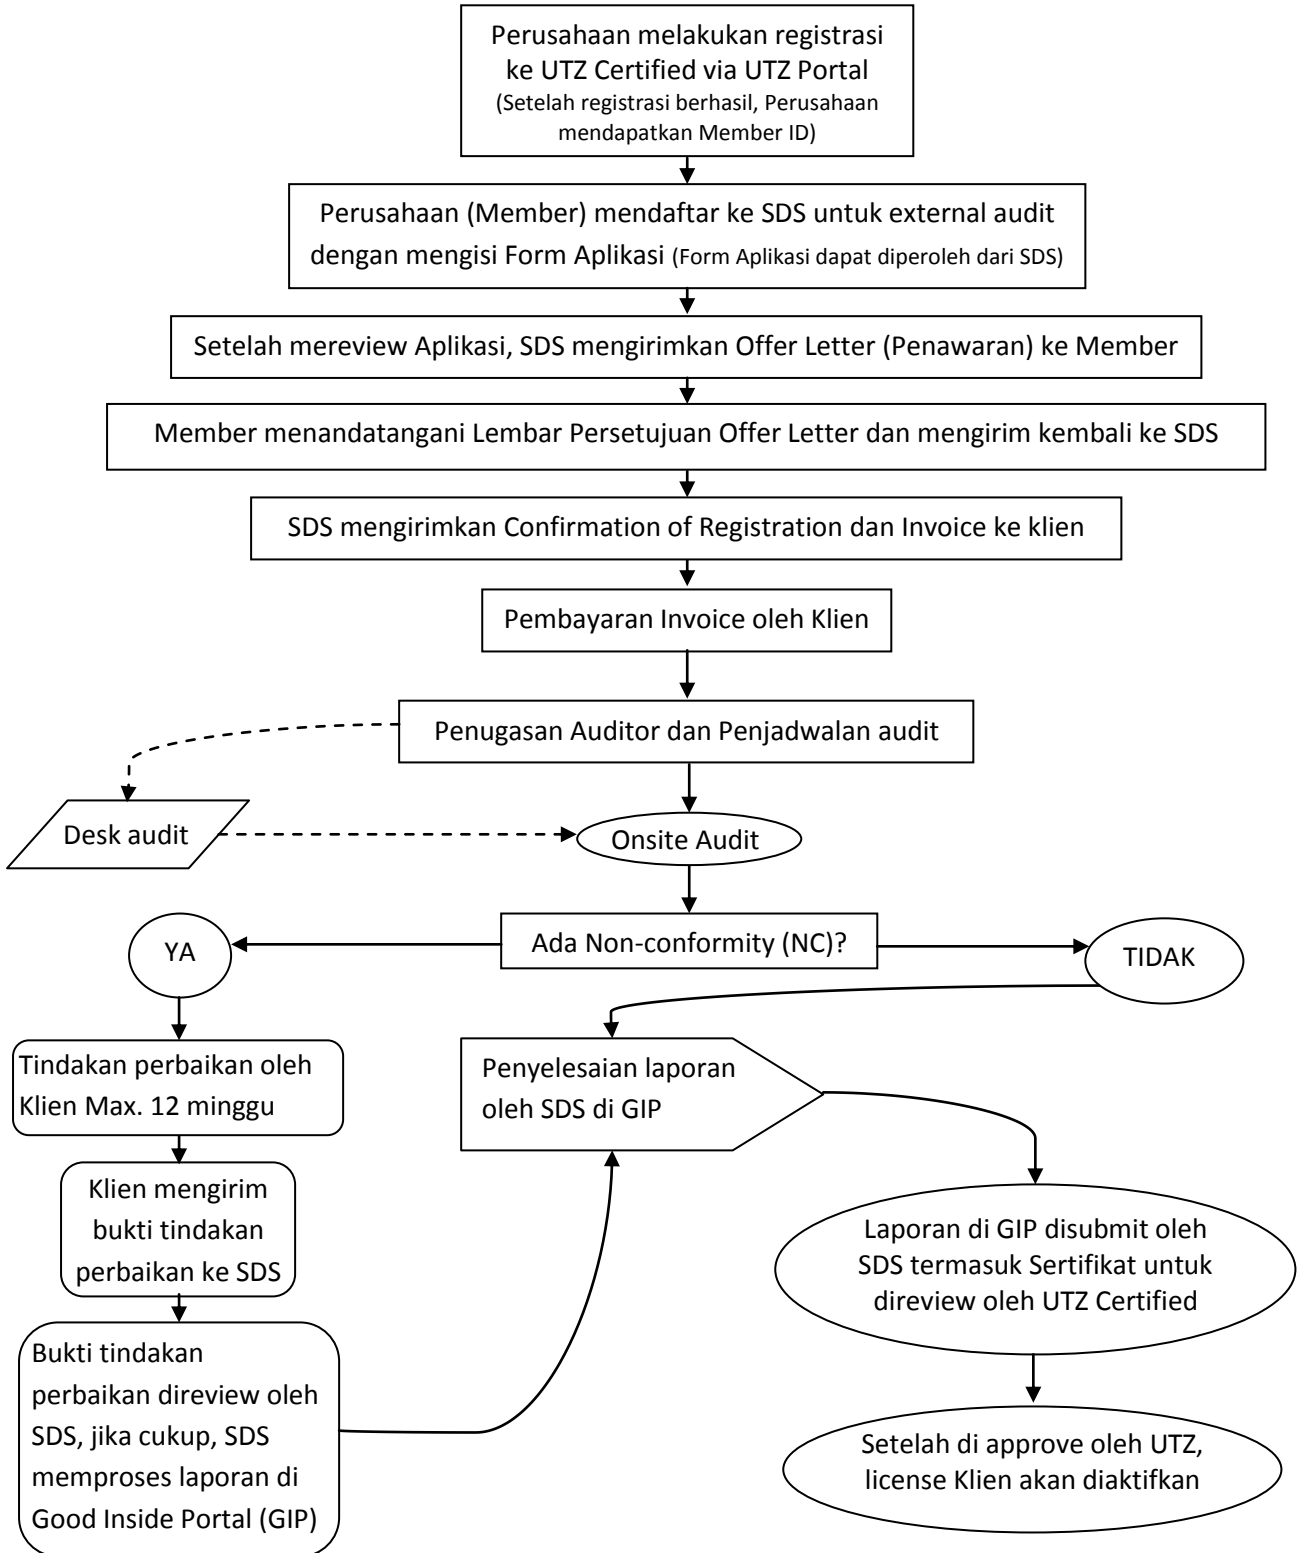 Perusahaan melakukan registrasi
ke UTZ Certified via UTZ Portal
(Setelah registrasi berhasil, Perusahaan
mendapatkan Member ID)
Perusahaan (Member) mendaftar ke SDS untuk external audit
dengan mengisi Form Aplikasi (Form Aplikasi dapat diperoleh dari SDS)
Setelah mereview Aplikasi, SDS mengirimkan Offer Letter (Penawaran) ke Member
Member menandatangani Lembar Persetujuan Offer Letter dan mengirim kembali ke SDS
SDS mengirimkan Confirmation of Registration dan Invoice ke klien
Pembayaran Invoice oleh Klien
Penugasan Auditor dan Penjadwalan audit
Desk audit
Onsite Audit
Ada Non-conformity (NC)?
YA
TIDAK
Tindakan perbaikan oleh
Klien Max. 12 minggu
Klien mengirim
bukti tindakan
perbaikan ke SDS
Bukti tindakan
perbaikan direview oleh
SDS, jika cukup, SDS
memproses laporan di
Good Inside Portal (GIP)
Penyelesaian laporan
oleh SDS di GIP
Laporan di GIP disubmit oleh
SDS termasuk Sertifikat untuk
direview oleh UTZ Certified
Setelah di approve oleh UTZ,
license Klien akan diaktifkan